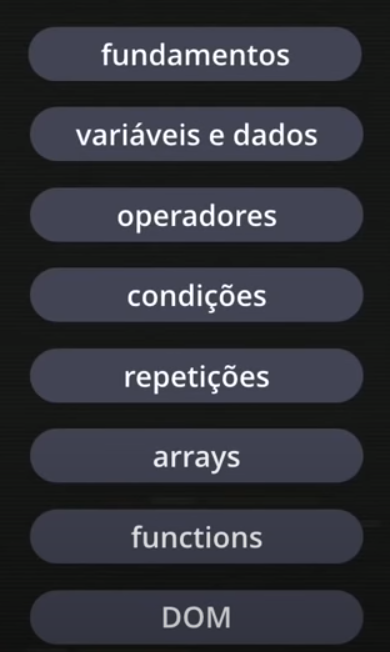 fundamentos
variáveis e dados
operadores
condições
repetições
arrays
functions
DOM